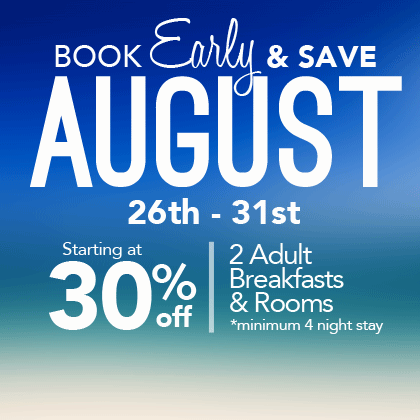 BOOK Early & SAVE
AUGUST
26th - 31st
Starting at
30% off
2 Adult
Breakfasts
& Rooms
*minimum 4 night stay